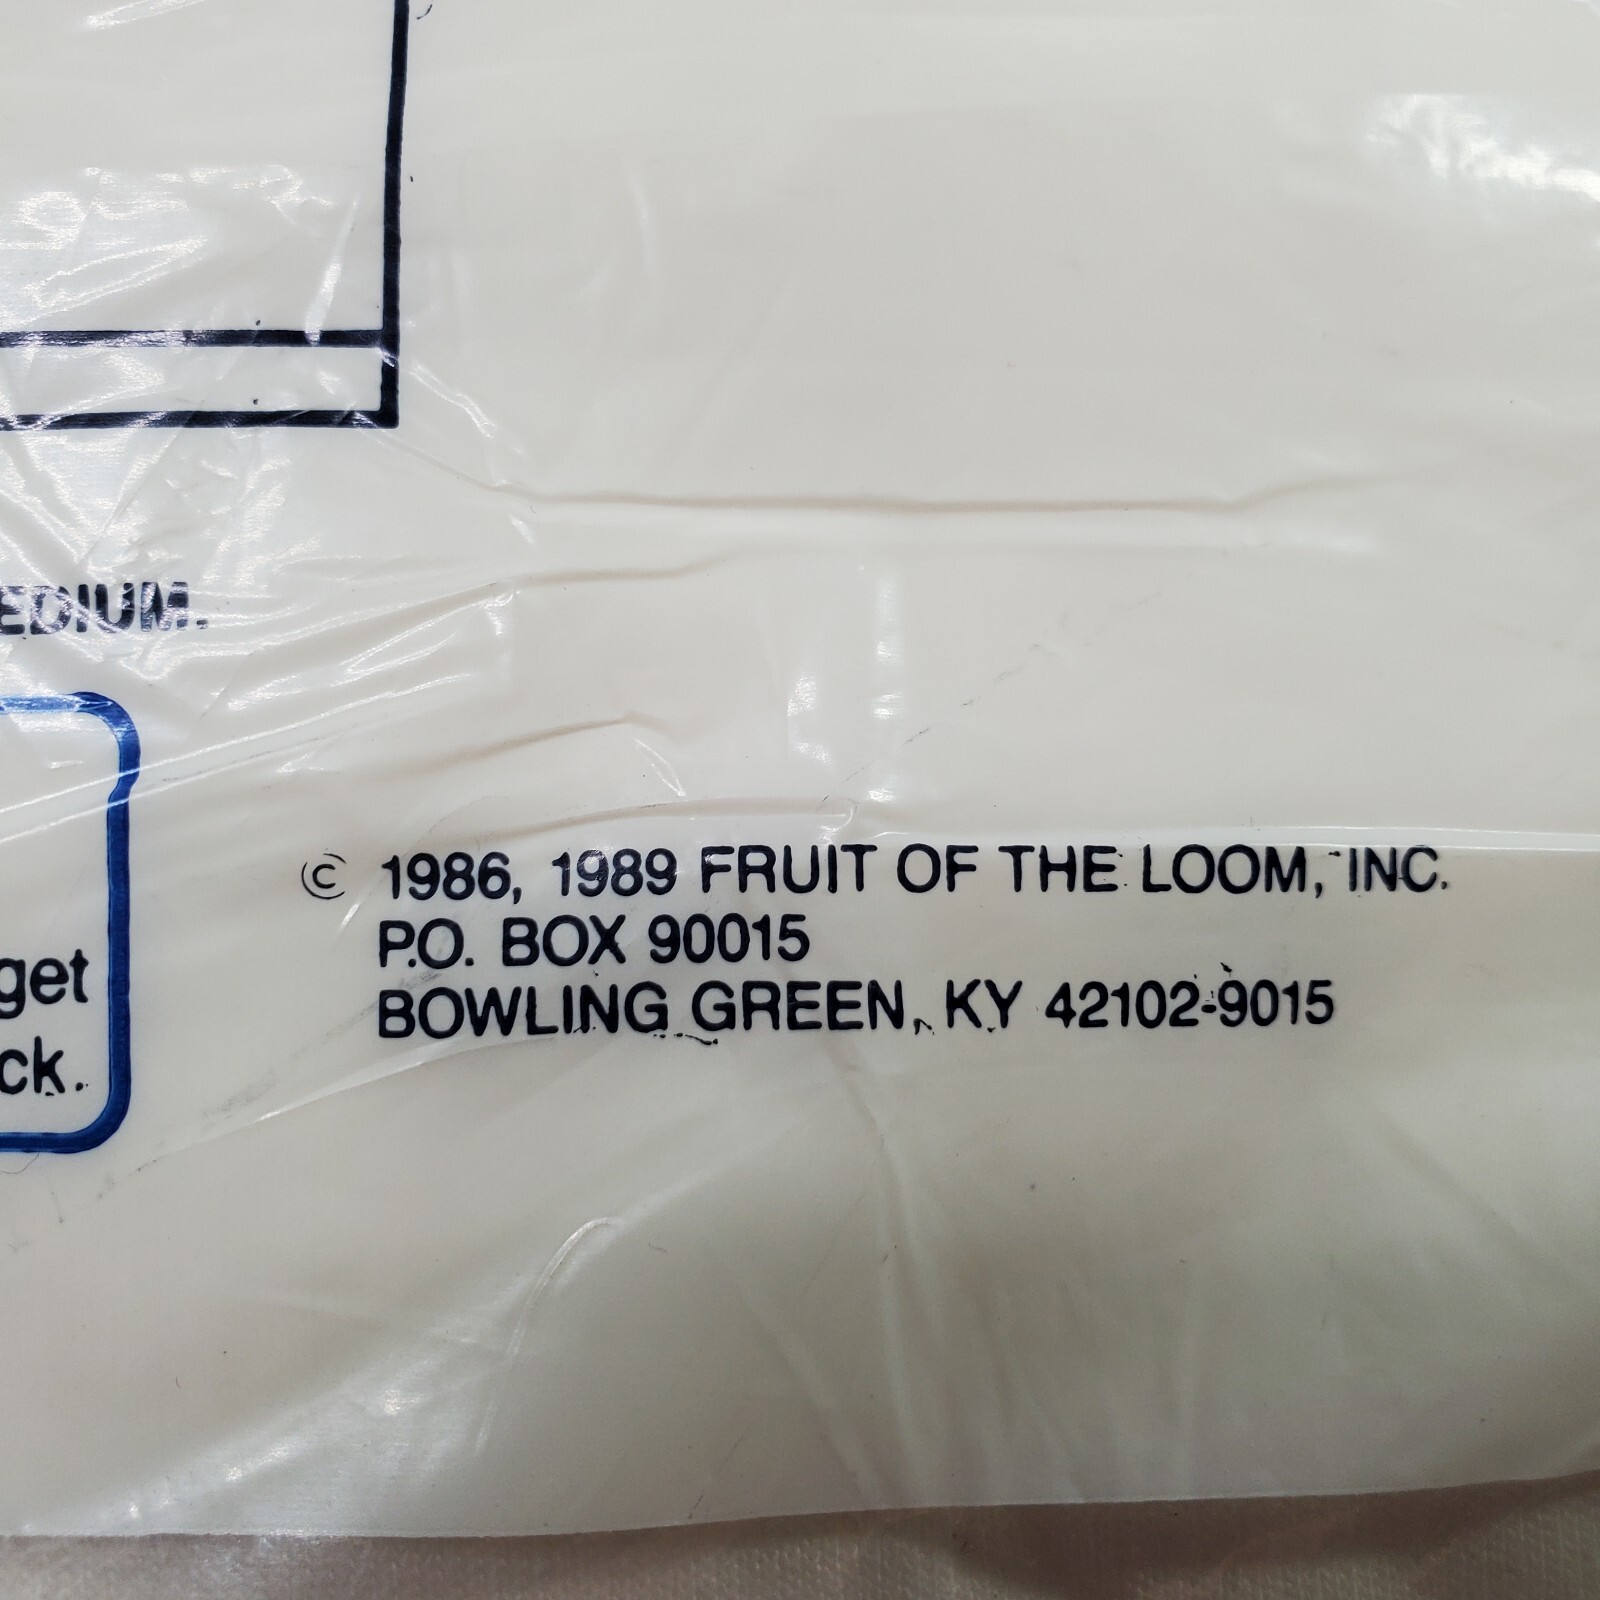 EDIUM.
get
ck.
© 1986, 1989 FRUIT OF THE LOOM, INC.
P.O. BOX 90015
BOWLING GREEN, KY 42102-9015